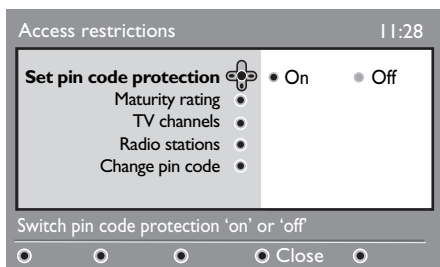 Access restrictions 11:28
Set pin code protection On Off
Maturity rating
TV channels
Radio stations
Change pin code
Switch pin code protection ‘on’ or ‘off’
Close